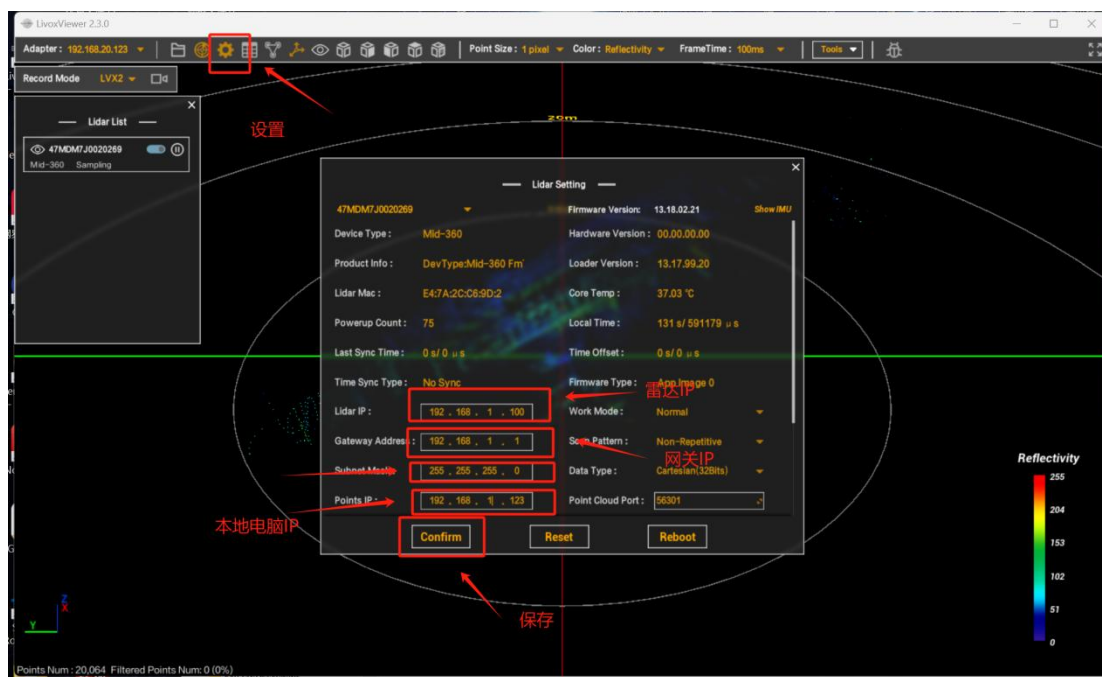 LivoxViewer 2.3.0
Adapter : 192.168.20.123
Point Size : 1 pixel
Color : Reflectivity
FrameTime : 100ms
Tools
Record Mode LVX2
设置
Lidar List
47MDM7J0020269
Mid-360 Sampling
Lidar Setting
47MDM7J0020269
Firmware Version: 13.18.02.21
Show IMU
Device Type : Mid-360
Hardware Version : 00.00.00.00
Product Info : DevType:Mid-360 Fm
Loader Version : 13.17.99.20
Lidar Mac : E4:7A:2C:C6:9D:2
Core Temp : 37.03 ℃
Powerup Count : 75
Local Time : 131 s/ 591179 μ s
Last Sync Time : 0 s/ 0 μ s
Time Offset : 0 s/ 0 μ s
Time Sync Type : No Sync
Firmware Type : App Image 0
雷达IP
Lidar IP : 192 . 168 . 1 . 100
Work Mode : Normal
Gateway Address : 192 . 168 . 1 . 1
Scan Pattern : Non-Repetitive
网关IP
Subnet Mask 255 . 255 . 255 . 0
Data Type : Cartesian(32Bits)
Points IP : 192 . 168 . 1 . 123
Point Cloud Port : 56301
本地电脑IP
Confirm
Reset
Reboot
保存
Reflectivity
255
204
153
102
51
0
Z
X
Y
Points Num : 20,064 Filtered Points Num: 0 (0%)